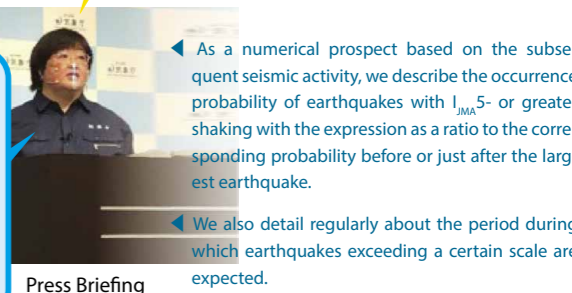 As a numerical prospect based on the subse
quent seismic activity, we describe the occurrence
probability of earthquakes with I_JMA 5- or greate
shaking with the expression as a ratio to the corre
sponding probability before or just after the larg
est earthquake.
We also detail regularly about the period during
which earthquakes exceeding a certain scale are
expected.
Press Briefing